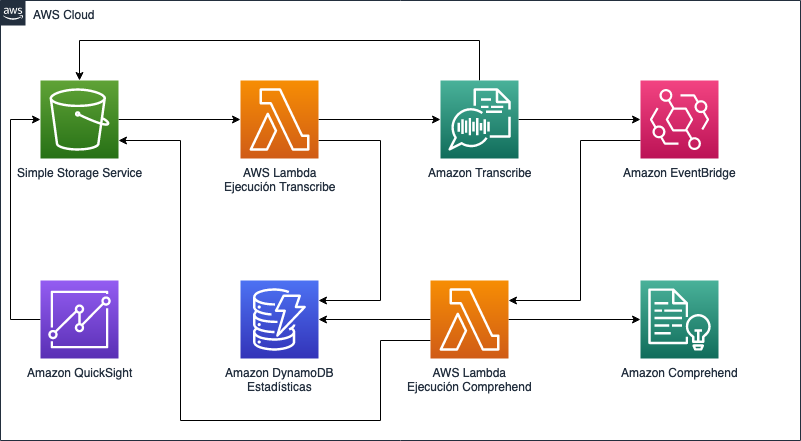 aws
AWS Cloud
Simple Storage Service
AWS Lambda
Ejecución Transcribe
Amazon Transcribe
Amazon EventBridge
Amazon QuickSight
Amazon DynamoDB
Estadísticas
AWS Lambda
Ejecución Comprehend
Amazon Comprehend